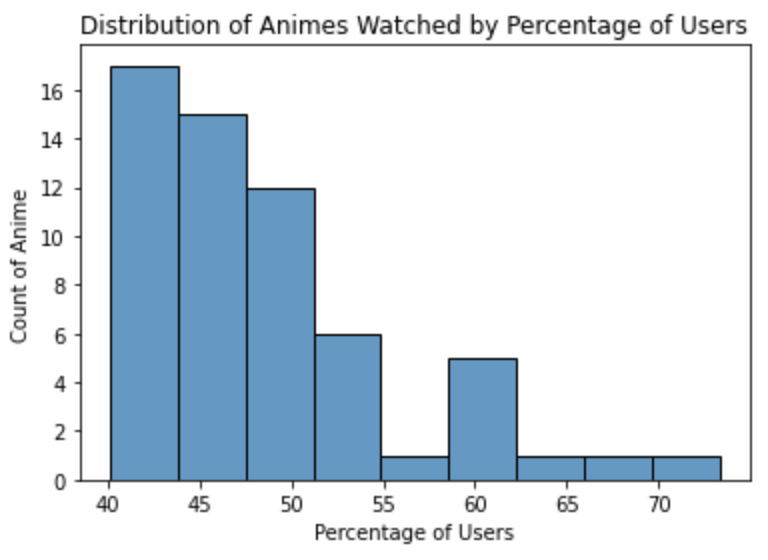 Distribution of Animes Watched by Percentage of Users
Count of Anime
16
14
12
10
8
6
4
2
0
40 45 50 55 60 65 70
Percentage of Users